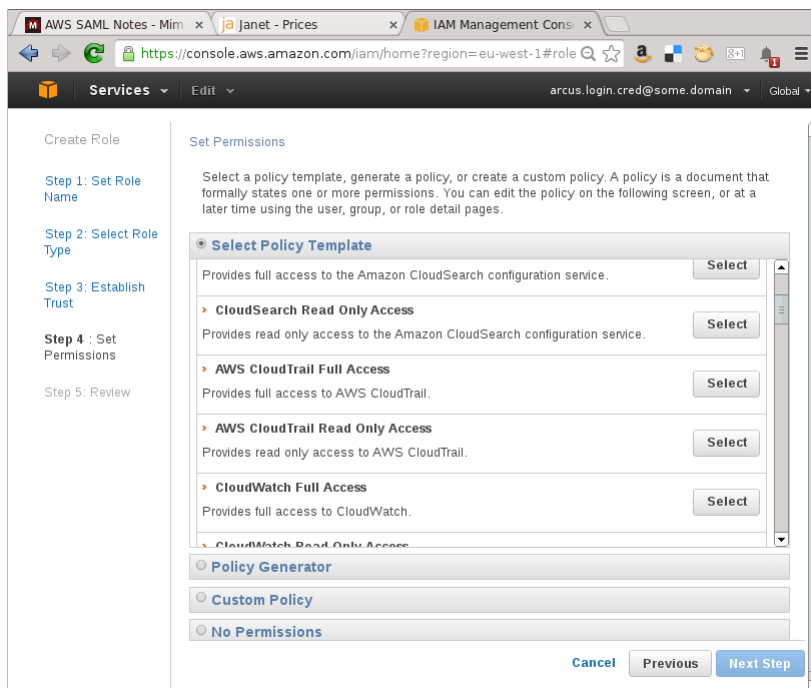 AWS SAML Notes - Mim
Janet - Prices
IAM Management Cons
https://console.aws.amazon.com/iam/home?region=eu-west-1#role
Services
Edit
arcus.login.cred@some.domain
Global
Create Role
Step 1: Set Role
Name
Step 2: Select Role
Type
Step 3: Establish
Trust
Step 4 : Set
Permissions
Step 5: Review
Set Permissions
Select a policy template, generate a policy, or create a custom policy. A policy is a document that
formally states one or more permissions. You can edit the policy on the following screen, or at a
later time using the user, group, or role detail pages.
Select Policy Template
Provides full access to the Amazon CloudSearch configuration service.
Select
CloudSearch Read Only Access
Provides read only access to the Amazon CloudSearch configuration service.
Select
AWS CloudTrail Full Access
Provides full access to AWS CloudTrail.
Select
AWS CloudTrail Read Only Access
Provides read only access to AWS CloudTrail.
Select
CloudWatch Full Access
Provides full access to CloudWatch.
Select
CloudWatch Read Only Access
Policy Generator
Custom Policy
No Permissions
Cancel
Previous
Next Step